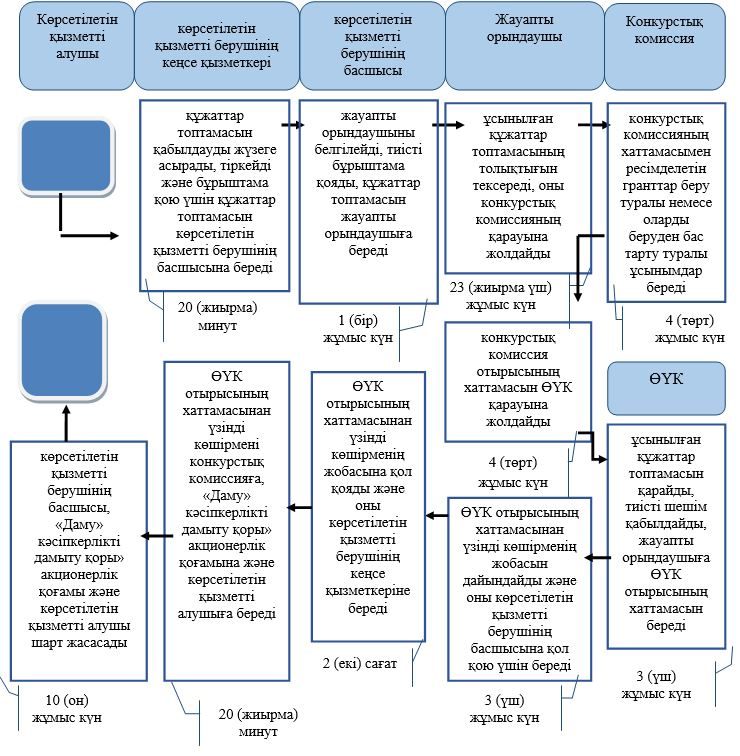 Көрсетілетін
қызметті
алушы
көрсетілетін
қызметті берушінің
кеңсе қызметкері
көрсетілетін
қызметті
берушінің
басшысы
Жауапты
орындаушы
Конкурстық
комиссия
құжаттар
топтамасын
қабылдауды жүзеге
асырады, тіркейді
және бұрыштама
қою үшін құжаттар
топтамасын
көрсетілетін
қызметті берушінің
басшысына береді
жауапты
орындаушыны
белгілейді, тиісті
бұрыштама
қояды, құжаттар
топтамасын
жауапты
орындаушыға
береді
ұсынылған
құжаттар
топтамасының
толықтығын
тексереді, оны
конкурстық
комиссияның
қарауына
жолдайды
конкурстық
комиссияның
хаттамасымен
ресімделетін
гранттар беру
туралы немесе
оларды
беруден бас
тарту туралы
ұсынымдар
береді
20 (жиырма)
минут
1 (бір)
жұмыс күн
23 (жиырма үш)
жұмыс күн
4 (төрт)
жұмыс күн
конкурстық
комиссия
отырысының
хаттамасын ӨҮК
қарауына
жолдайды
4 (төрт)
жұмыс күн
ӨҮК
ұсынылған
құжаттар
топтамасын
қарайды,
тиісті шешім
қабылдайды,
жауапты
орындаушыға
ӨҮК
отырысының
хаттамасын
береді
3 (үш)
жұмыс күн
ӨҮК отырысының
хаттамасынан
үзінді көшірменің
жобасын
дайындайды және
оны көрсетілетін
қызметті
берушінің
басшысына қол
қою үшін береді
3 (үш)
жұмыс күн
ӨҮК
отырысының
хаттамасынан
үзінді
көшірменің
жобасына қол
қояды және
оны
көрсетілетін
қызметті
берушінің
кеңсе
қызметкеріне
береді
2 (екі) сағат
ӨҮК
отырысының
хаттамасынан
үзінді
көшірмені
конкурстық
комиссияға,
«Даму»
кәсіпкерлікті
дамыту қоры»
акционерлік
қоғамына және
көрсетілетін
қызметті
алушыға береді
20 (жиырма)
минут
көрсетілетін
қызметті
берушінің
басшысы,
«Даму»
кәсіпкерлікті
дамыту қоры»
акционерлік
қоғамы және
көрсетілетін
қызметті алушы
шарт жасасады
10 (он)
жұмыс күн